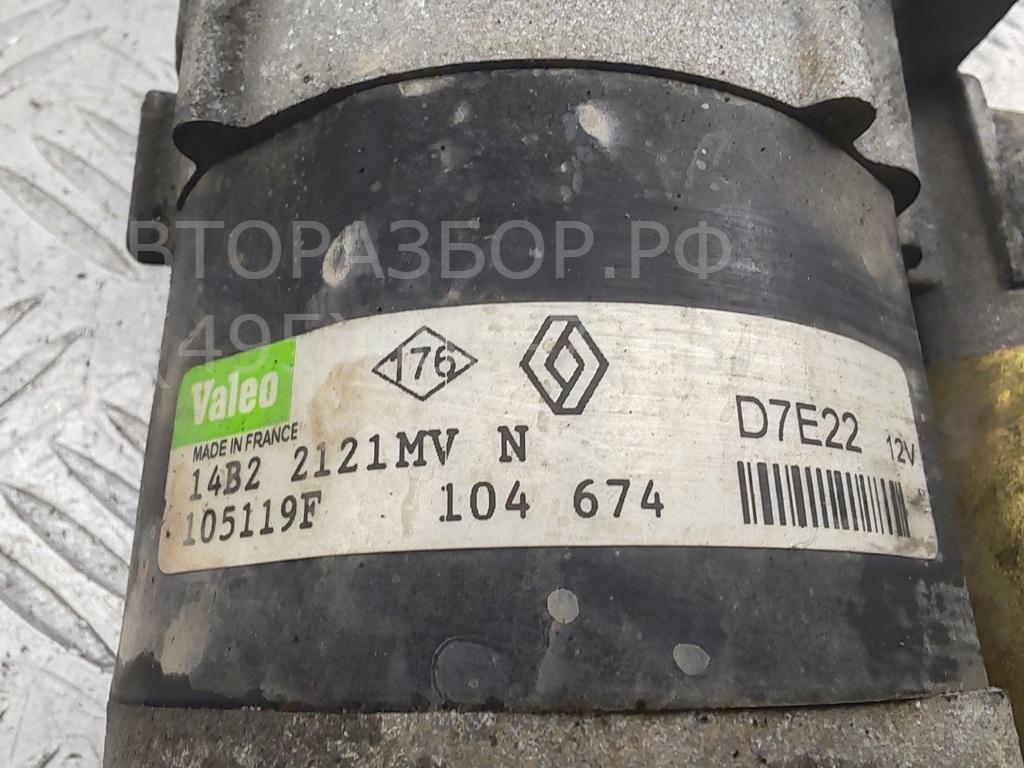 ВТОРАЗБОР.РФ
Valeo
176
MADE IN FRANCE
D7E22 12V
14B2 2121MV N
105119F 104 674